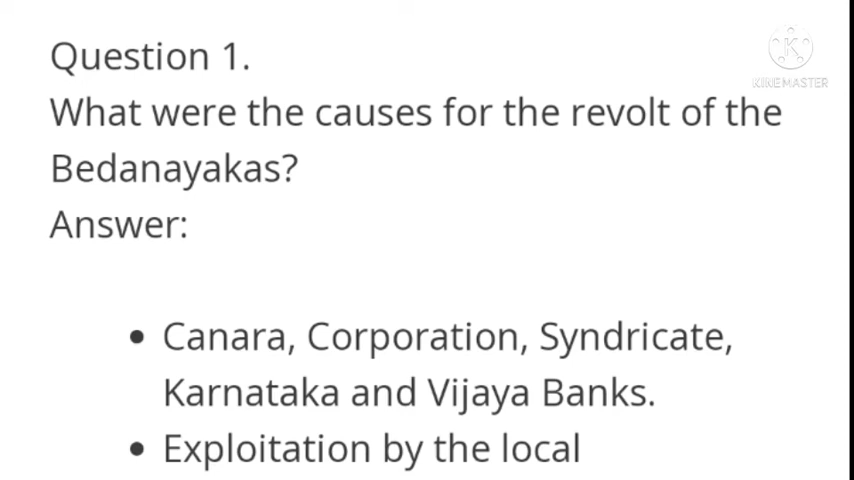 Question 1.
K
KINEMASTER
What were the causes for the revolt of the
Bedanayakas?
Answer:
• Canara, Corporation, Syndricate,
Karnataka and Vijaya Banks.
• Exploitation by the local